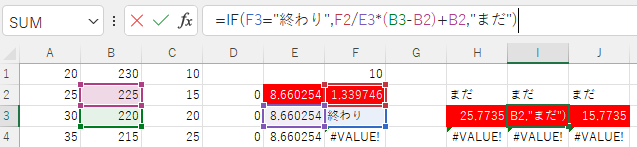 SUM fx =IF(F3="終わり",F2/E3*(B3-B2)+B2,"まだ")
A B C D E F G H I J
1 20 230 10 10
2 25 225 15 0 8.660254 1.339746 まだ まだ まだ
3 30 220 20 0 8.660254 終わり 25.7735 B2,"まだ") 15.7735
4 35 215 25 0 8.660254 #VALUE! #VALUE! #VALUE! #VALUE!